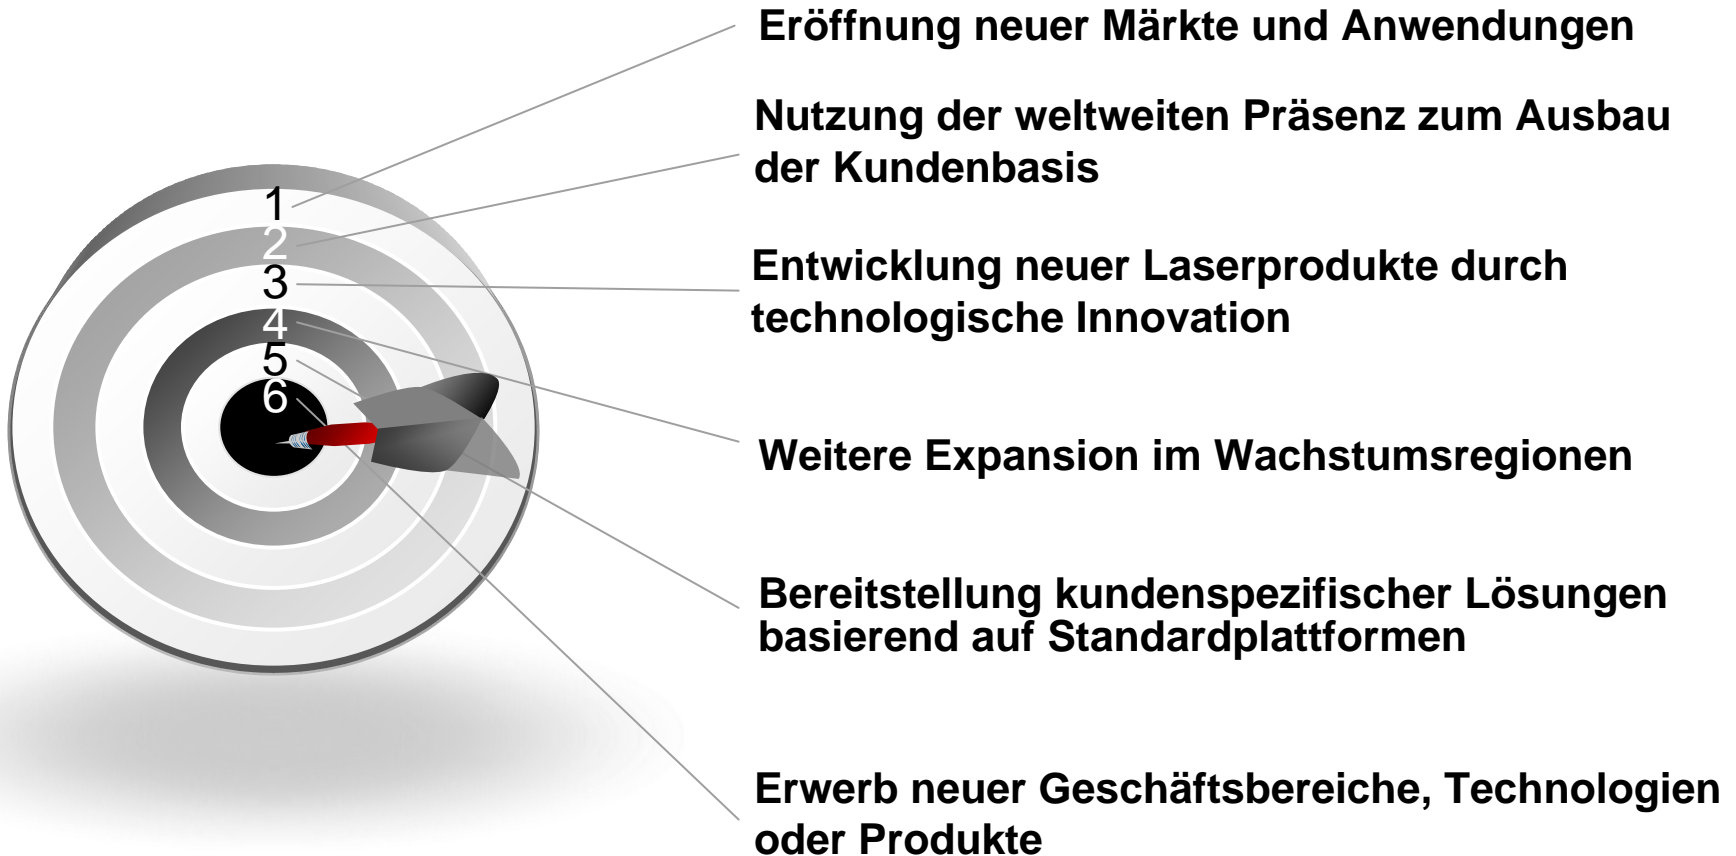 Eröffnung neuer Märkte und Anwendungen
Nutzung der weltweiten Präsenz zum Ausbau
der Kundenbasis
1
2
Entwicklung neuer Laserprodukte durch
technologische Innovation
3
4
5
6
Weitere Expansion im Wachstumsregionen
Bereitstellung kundenspezifischer Lösungen
basierend auf Standardplattformen
Erwerb neuer Geschäftsbereiche, Technologien
oder Produkte